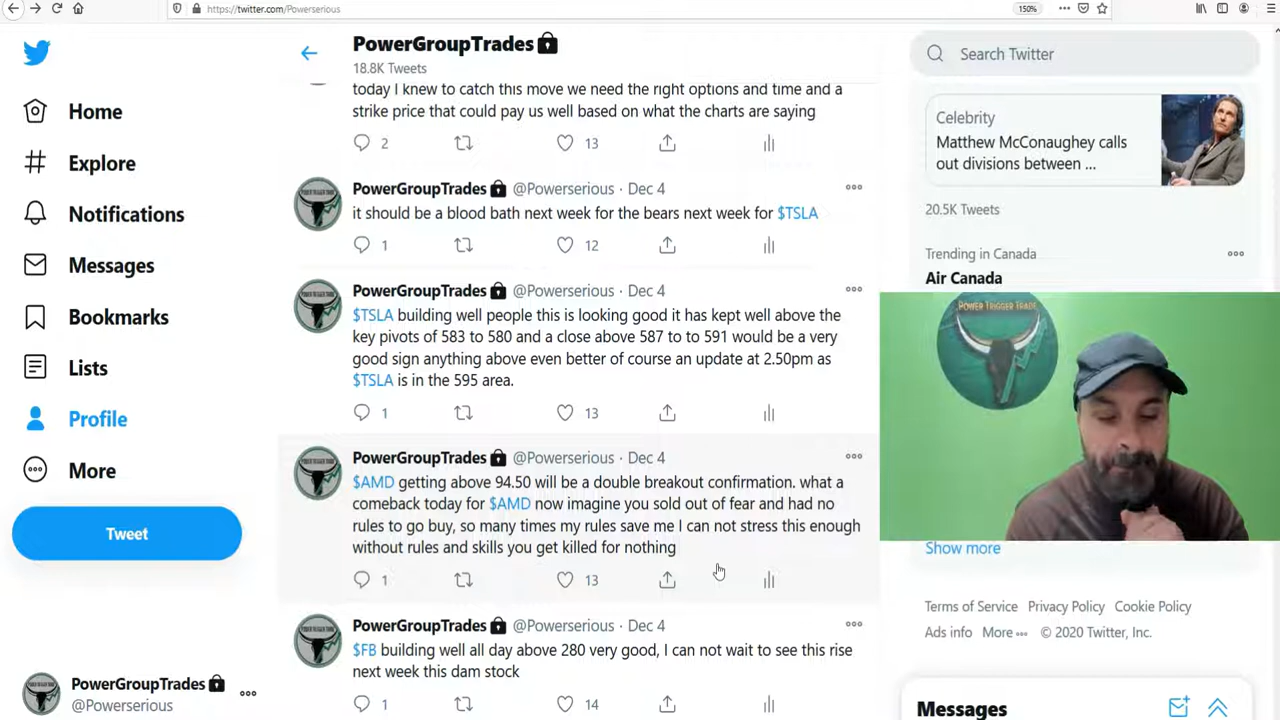 https://twitter.com/Powerserious
150%
PowerGroupTrades
18.8K Tweets
Home
Explore
Notifications
Messages
Bookmarks
Lists
Profile
More
Tweet
PowerGroupTrades
@Powerserious
today I knew to catch this move we need the right options and time and a
strike price that could pay us well based on what the charts are saying
2 13
PowerGroupTrades @Powerserious · Dec 4
it should be a blood bath next week for the bears next week for $TSLA
1 12
PowerGroupTrades @Powerserious · Dec 4
$TSLA building well people this is looking good it has kept well above the
key pivots of 583 to 580 and a close above 587 to to 591 would be a very
good sign anything above even better of course an update at 2.50pm as
$TSLA is in the 595 area.
1 13
PowerGroupTrades @Powerserious · Dec 4
$AMD getting above 94.50 will be a double breakout confirmation. what a
comeback today for $AMD now imagine you sold out of fear and had no
rules to go buy, so many times my rules save me I can not stress this enough
without rules and skills you get killed for nothing
1 13
PowerGroupTrades @Powerserious · Dec 4
$FB building well all day above 280 very good, I can not wait to see this rise
next week this dam stock
1 14
Search Twitter
Celebrity
Matthew McConaughey calls
out divisions between ...
20.5K Tweets
Trending in Canada
Air Canada
POWER TRIGGER TRADE
Show more
Terms of Service Privacy Policy Cookie Policy
Ads info More © 2020 Twitter, Inc.
Messages